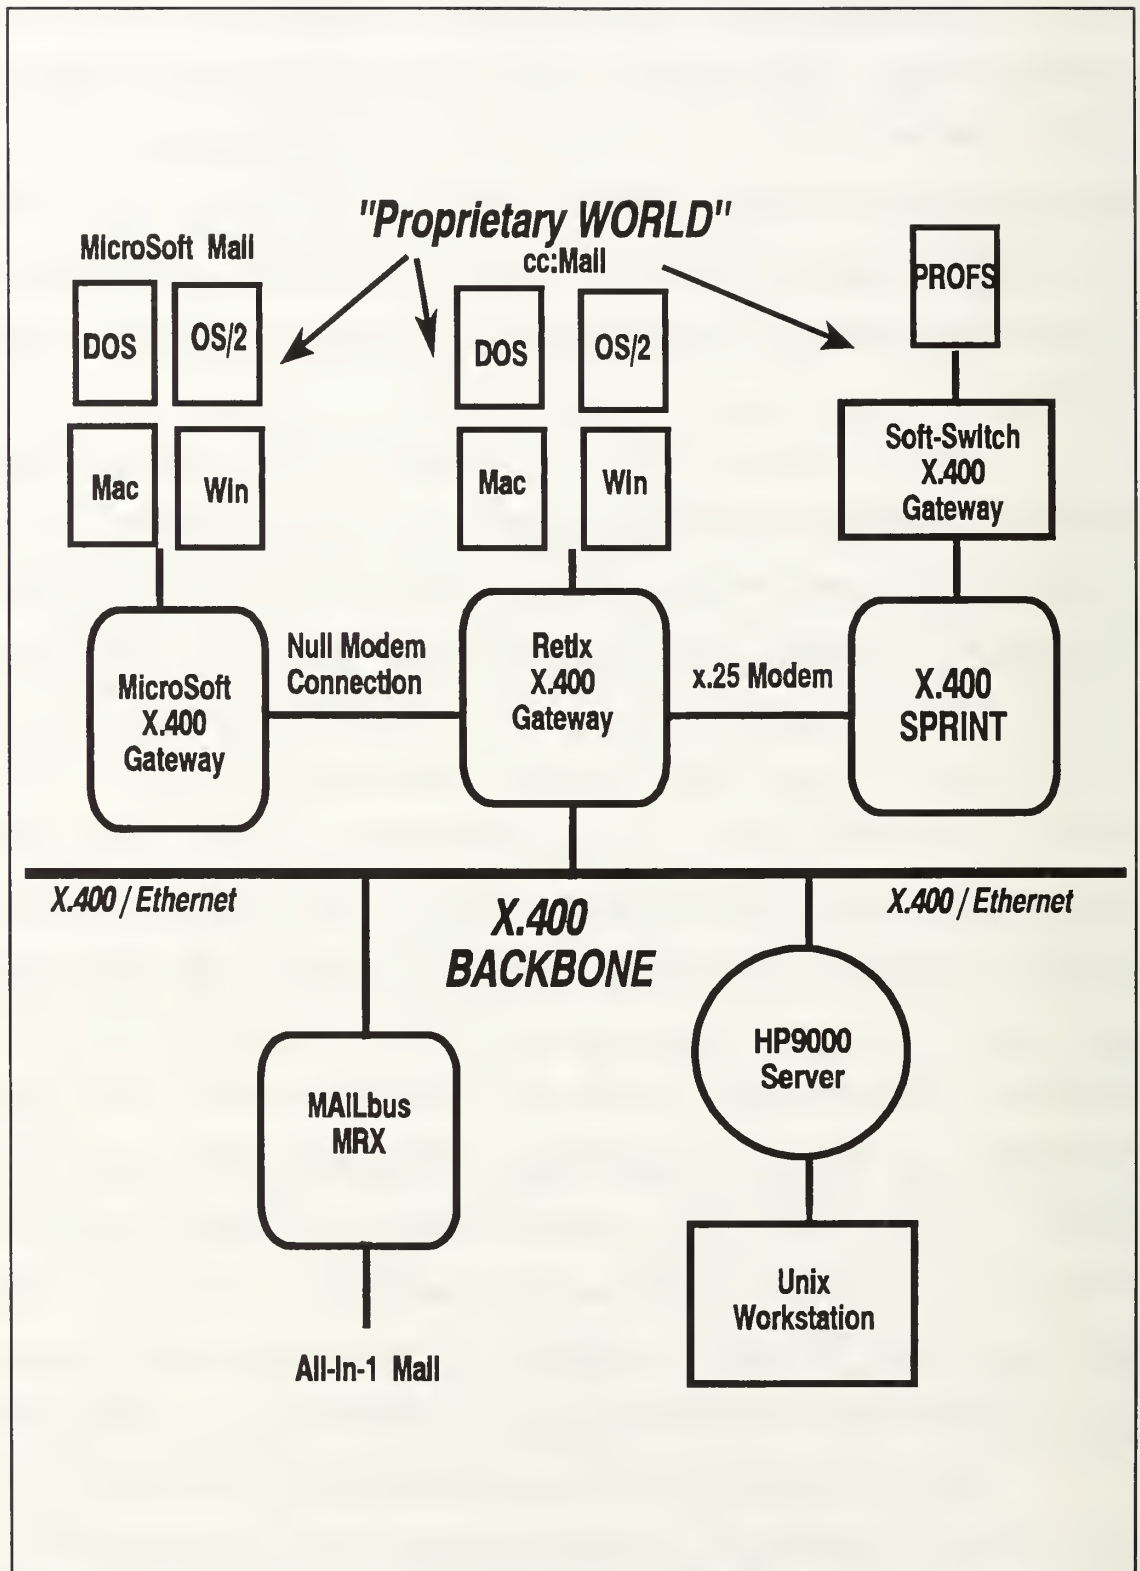 "Proprietary WORLD"
MicroSoft Mail
cc:Mail
PROFS
DOS
OS/2
DOS
OS/2
Mac
Win
Mac
Win
Soft-Switch
X.400
Gateway
MicroSoft
X.400
Gateway
Null Modem
Connection
Retix
X.400
Gateway
x.25 Modem
X.400
SPRINT
X.400 / Ethernet
X.400
BACKBONE
X.400 / Ethernet
MAILbus
MRX
All-In-1 Mail
HP9000
Server
Unix
Workstation